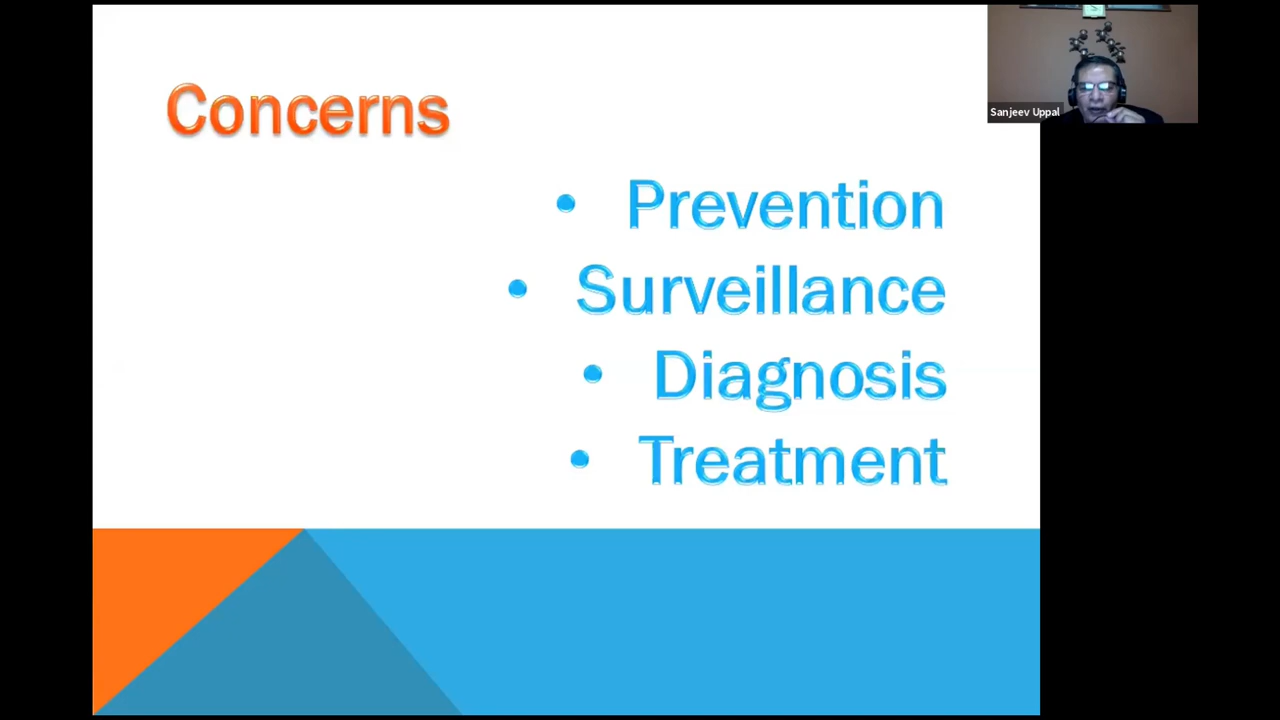 Concerns
Sanjeev Uppal
• Prevention
• Surveillance
• Diagnosis
• Treatment